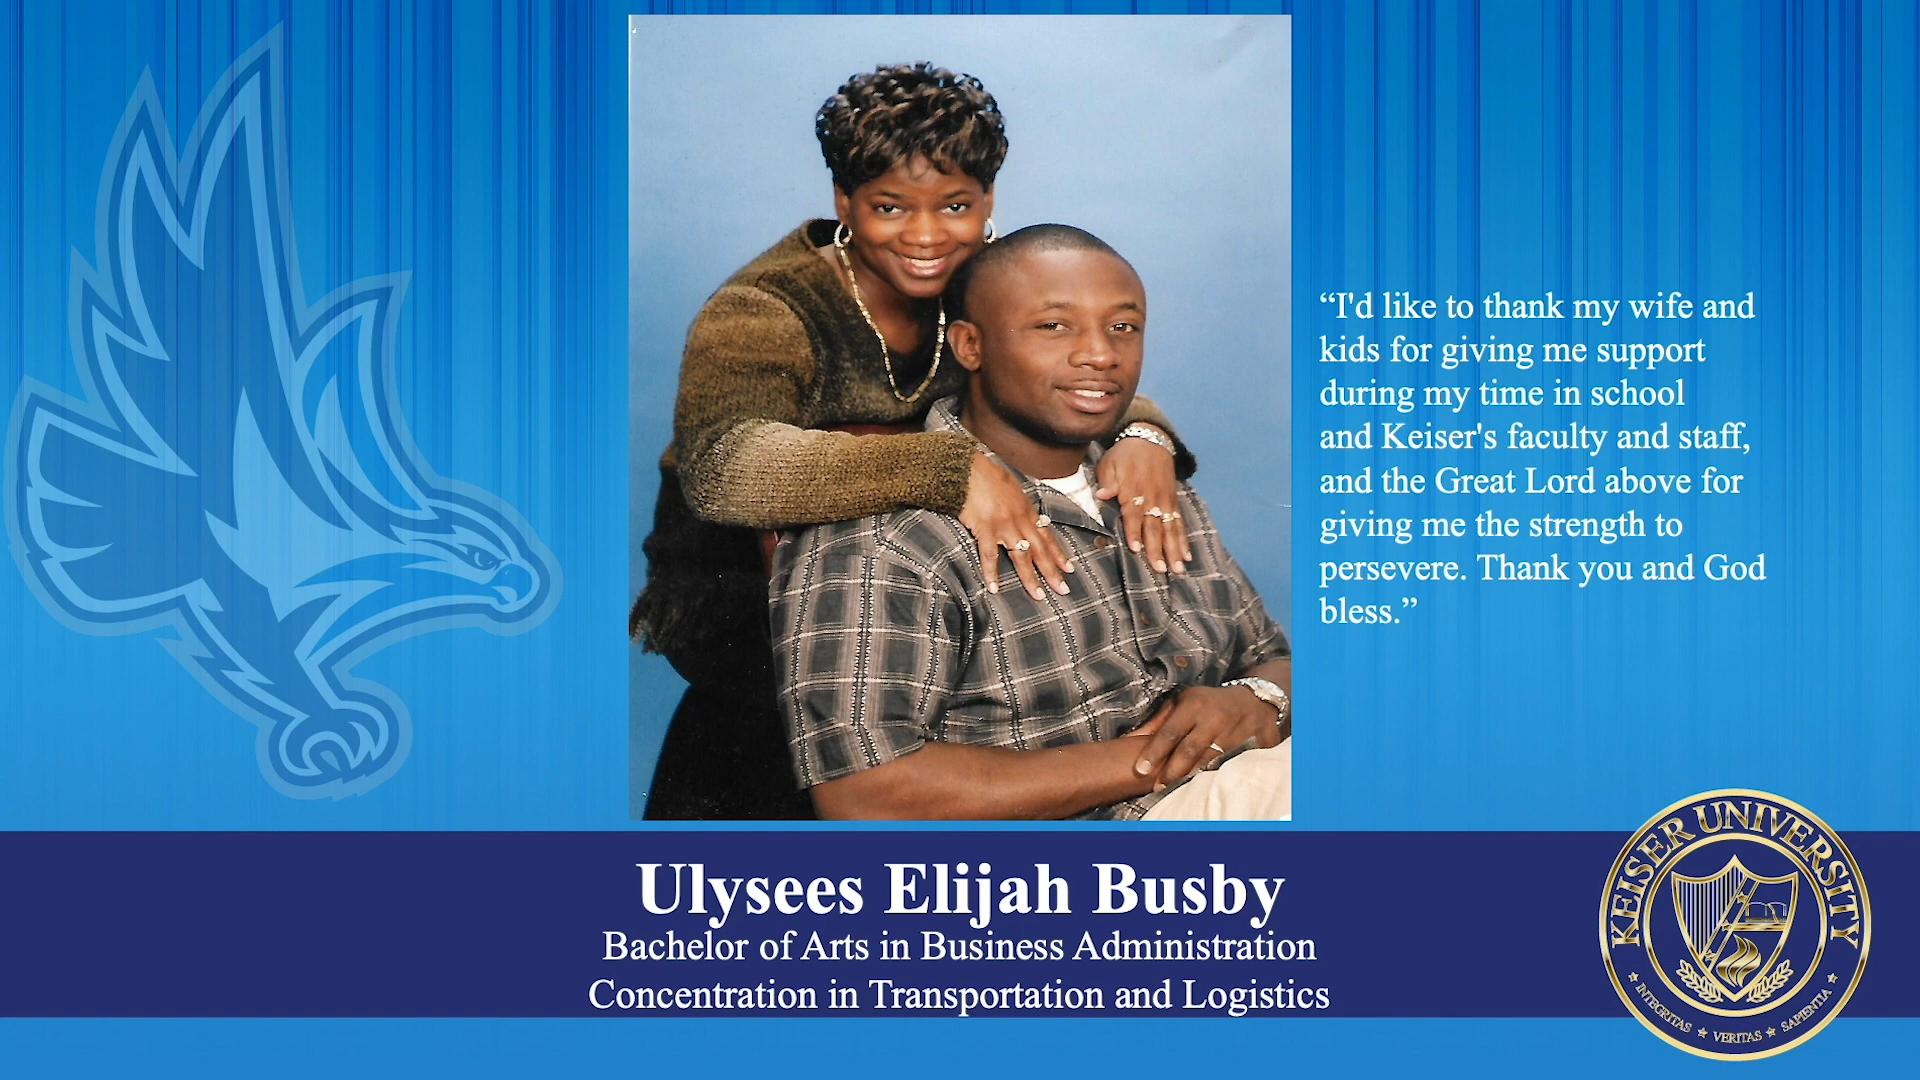 “I'd like to thank my wife and
kids for giving me support
during my time in school
and Keiser's faculty and staff,
and the Great Lord above for
giving me the strength to
persevere. Thank you and God
bless.”
Ulysees Elijah Busby
Bachelor of Arts in Business Administration
Concentration in Transportation and Logistics
KEISER UNIVERSITY
INTEGRITAS ★ VERITAS ★ SAPIENTIA